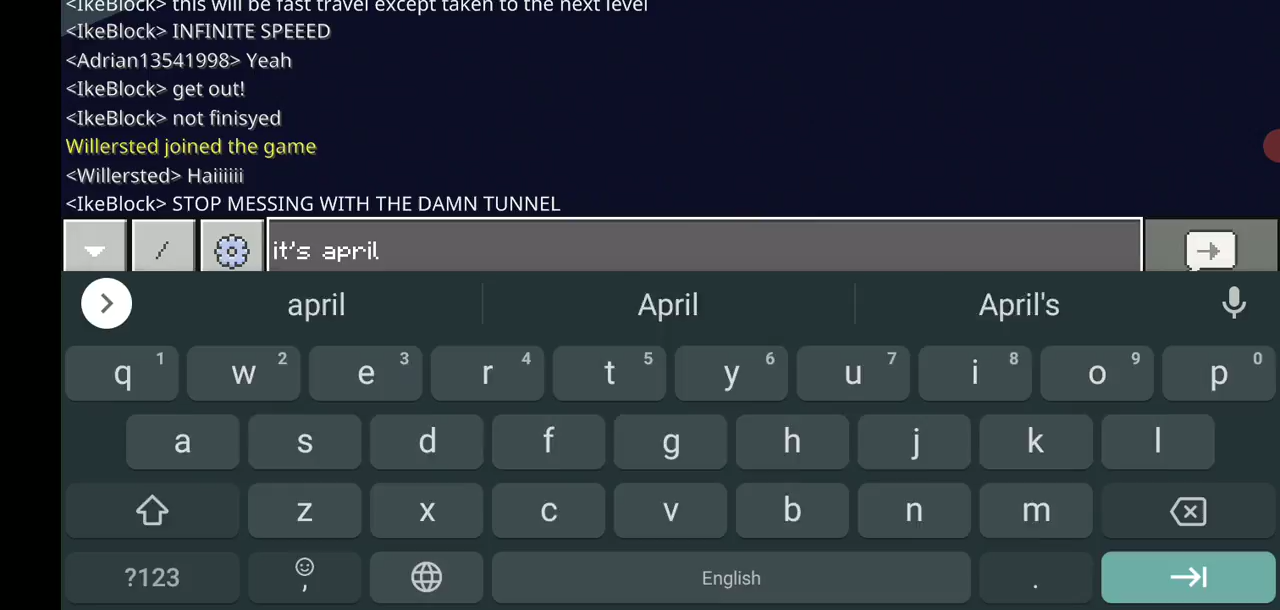 <IkeBlock> this will be fast travel except taken to the next level
<IkeBlock> INFINITE SPEEED
<Adrian13541998> Yeah
<IkeBlock> get out!
<IkeBlock> not finisyed
Willersted joined the game
<Willersted> Haiiiiii
<IkeBlock> STOP MESSING WITH THE DAMN TUNNEL
/ it's april
april April April's
q 1 w 2 e 3 r 4 t 5 y 6 u 7 i 8 o 9 p 0
a s d f g h j k l
z x c v b n m
?123 , English .